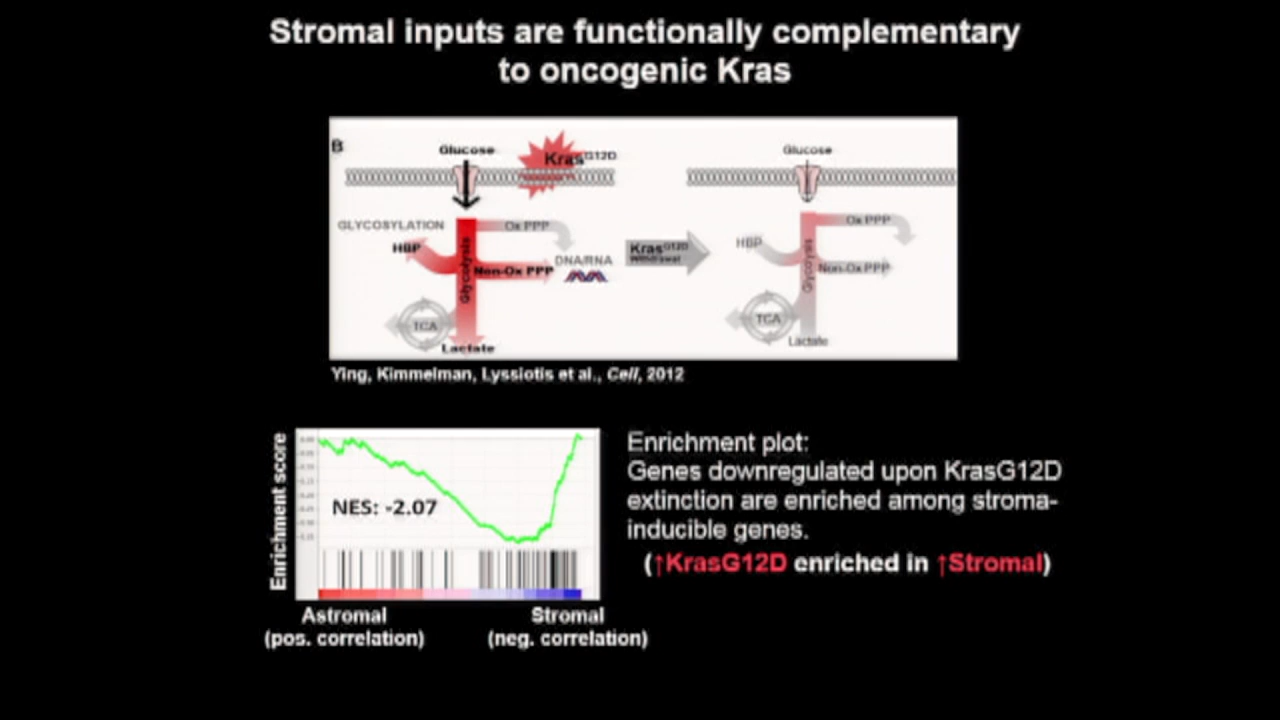 Stromal inputs are functionally complementary
to oncogenic Kras
B
Glucose
KrasG12D
Glucose
GLYCOSYLATION
Ox PPP
Ox PPP
HBP
Glycolysis
Non-Ox PPP
DNA/RNA
KrasG12D
Withdrawal
HBP
Glycolysis
Non-Ox PPP
TCA
Lactate
TCA
Lactate
Ying, Kimmelman, Lyssiotis et al., Cell, 2012
Enrichment score
NES: -2.07
Enrichment plot:
Genes downregulated upon KrasG12D
extinction are enriched among stroma-
inducible genes.
(↑KrasG12D enriched in ↑Stromal)
Astromal
(pos. correlation)
Stromal
(neg. correlation)